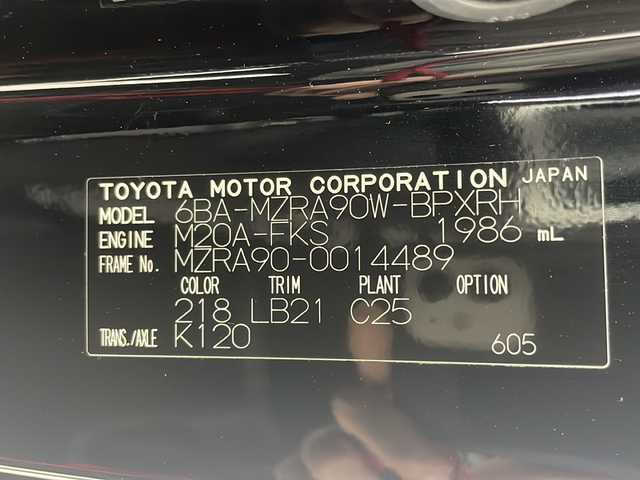 TOYOTA MOTOR CORPORATION JAPAN
MODEL 6BA-MZRA90W-BPXRH
ENGINE M20A-FKS 1986 mL
FRAME No. MZRA90-0014489
COLOR TRIM PLANT OPTION
218 LB21 C25
TRANS./AXLE K120 605